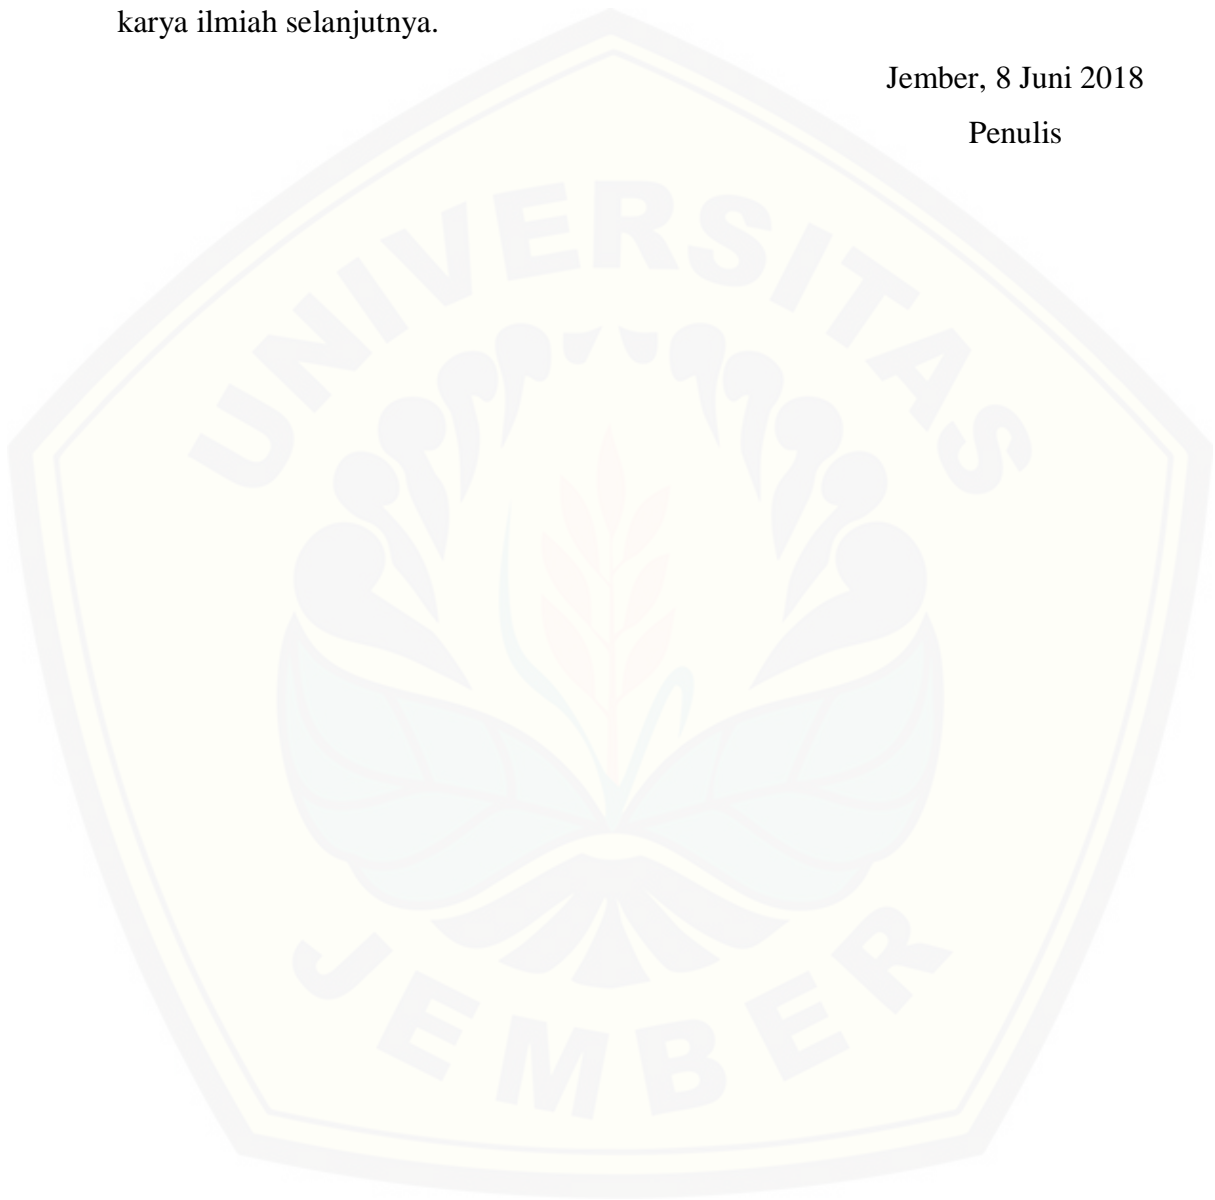 karya ilmiah selanjutnya.
Jember, 8 Juni 2018
Penulis
UNIVERSITAS
JEMBER